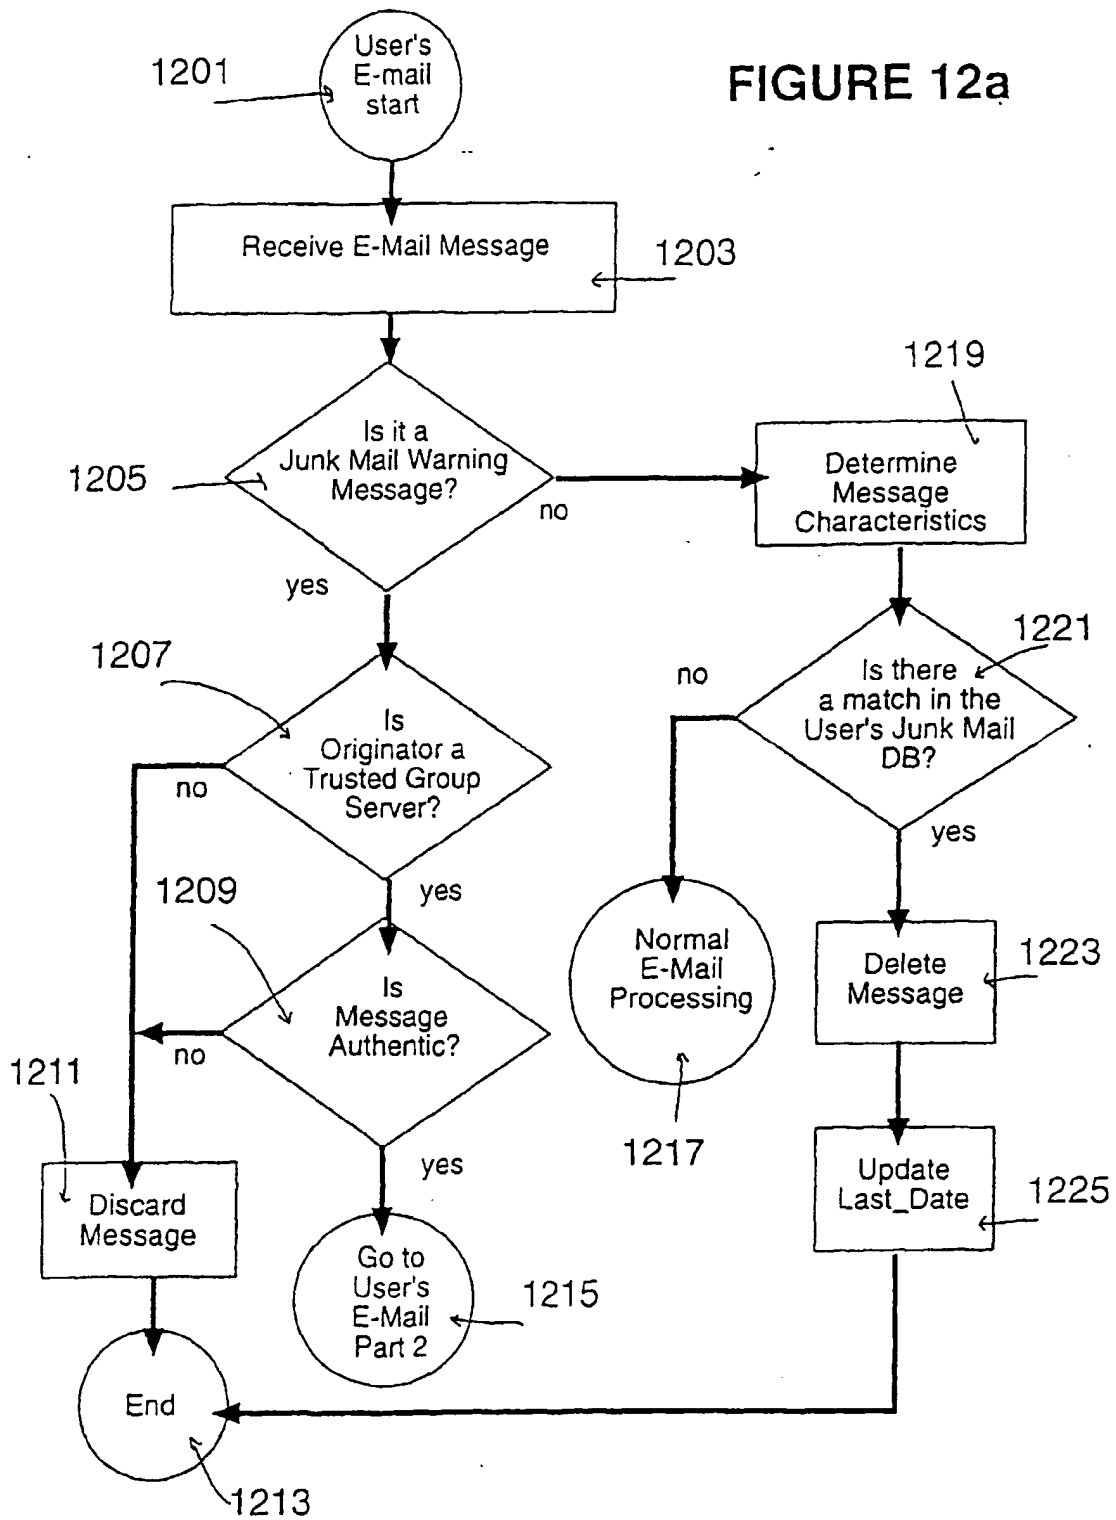 User's
E-mail
start
1201
FIGURE 12a
Receive E-Mail Message
1203
1219
Is it a
Junk Mail Warning
Message?
1205
no
yes
Determine
Message
Characteristics
1207
1221
Is
Originator a
Trusted Group
Server?
no
yes
Is there
a match in the
User's Junk Mail
DB?
no
yes
1209
Is
Message
Authentic?
no
yes
Normal
E-Mail
Processing
1217
Delete
Message
1223
1211
Discard
Message
Go to
User's
E-Mail
Part 2
1215
Update
Last_Date
1225
End
1213